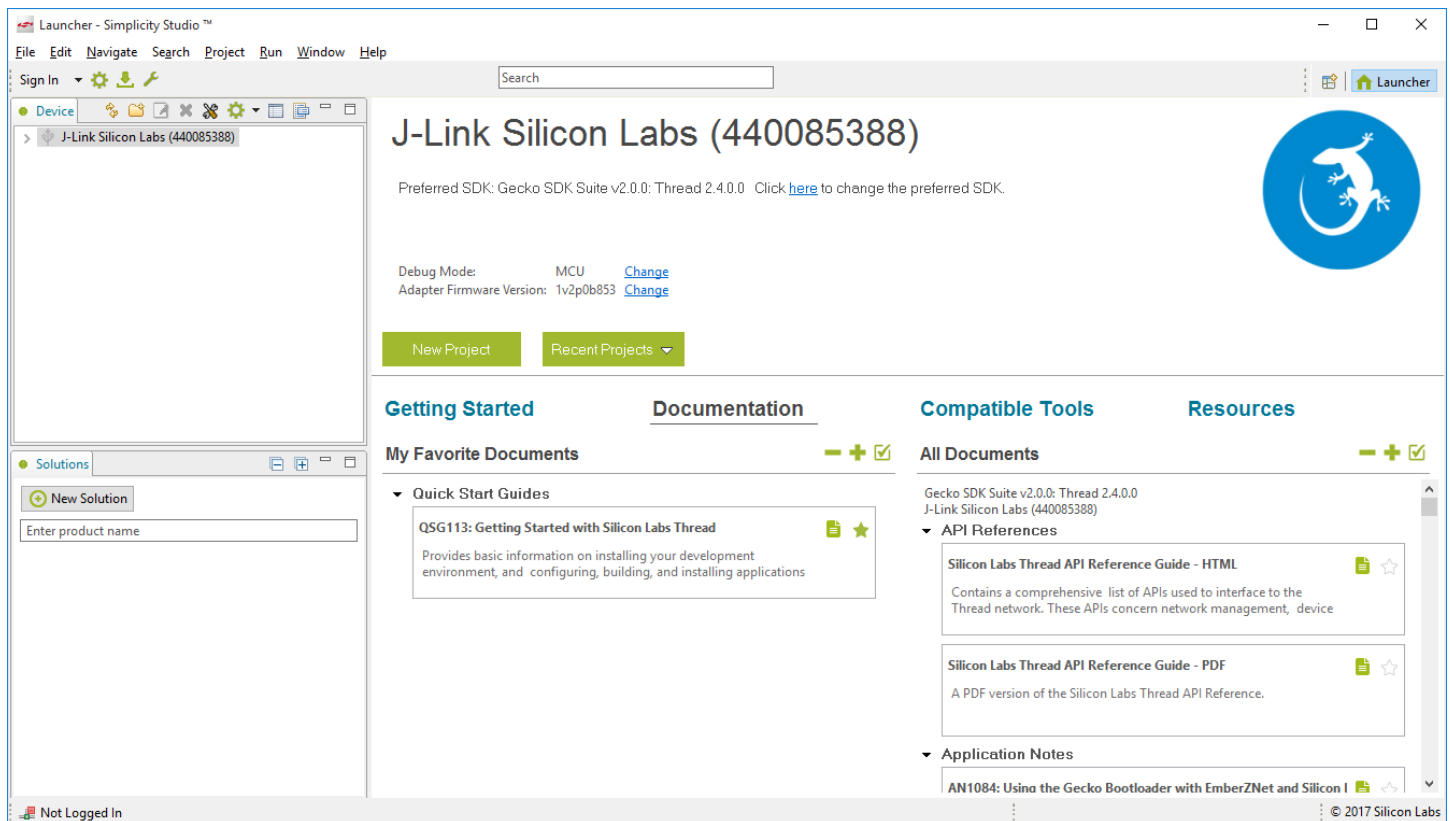 Launcher - Simplicity Studio ™
File Edit Navigate Search Project Run Window Help
Sign In
Search
Launcher
Device
J-Link Silicon Labs (440085388)
J-Link Silicon Labs (440085388)
Preferred SDK: Gecko SDK Suite v2.0.0: Thread 2.4.0.0 Click here to change the preferred SDK.
Debug Mode: MCU Change
Adapter Firmware Version: 1v2p0b853 Change
New Project
Recent Projects
Getting Started
Documentation
Compatible Tools
Resources
Solutions
New Solution
Enter product name
My Favorite Documents
Quick Start Guides
QSG113: Getting Started with Silicon Labs Thread
Provides basic information on installing your development
environment, and configuring, building, and installing applications
All Documents
Gecko SDK Suite v2.0.0: Thread 2.4.0.0
J-Link Silicon Labs (440085388)
API References
Silicon Labs Thread API Reference Guide - HTML
Contains a comprehensive list of APIs used to interface to the
Thread network. These APIs concern network management, device
Silicon Labs Thread API Reference Guide - PDF
A PDF version of the Silicon Labs Thread API Reference.
Application Notes
AN1084: Using the Gecko Bootloader with EmberZNet and Silicon
Not Logged In
© 2017 Silicon Labs